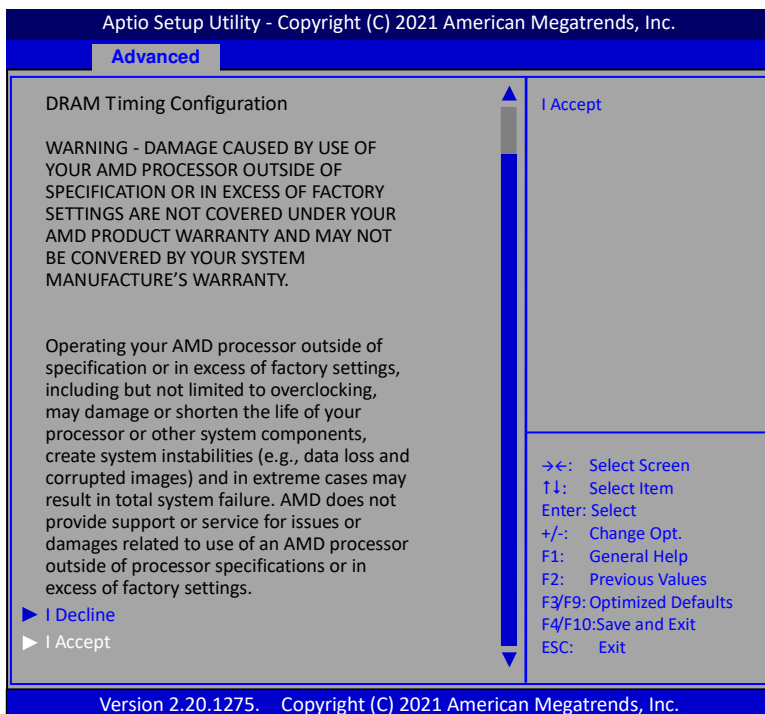 Aptio Setup Utility - Copyright (C) 2021 American Megatrends, Inc.
Advanced
DRAM Timing Configuration
WARNING - DAMAGE CAUSED BY USE OF
YOUR AMD PROCESSOR OUTSIDE OF
SPECIFICATION OR IN EXCESS OF FACTORY
SETTINGS ARE NOT COVERED UNDER YOUR
AMD PRODUCT WARRANTY AND MAY NOT
BE CONVERED BY YOUR SYSTEM
MANUFACTURE'S WARRANTY.
Operating your AMD processor outside of
specification or in excess of factory settings,
including but not limited to overclocking,
may damage or shorten the life of your
processor or other system components,
create system instabilities (e.g., data loss and
corrupted images) and in extreme cases may
result in total system failure. AMD does not
provide support or service for issues or
damages related to use of an AMD processor
outside of processor specifications or in
excess of factory settings.
I Decline
I Accept
I Accept
→←: Select Screen
↑↓: Select Item
Enter: Select
+/-: Change Opt.
F1: General Help
F2: Previous Values
F3/F9: Optimized Defaults
F4/F10:Save and Exit
ESC: Exit
Version 2.20.1275. Copyright (C) 2021 American Megatrends, Inc.